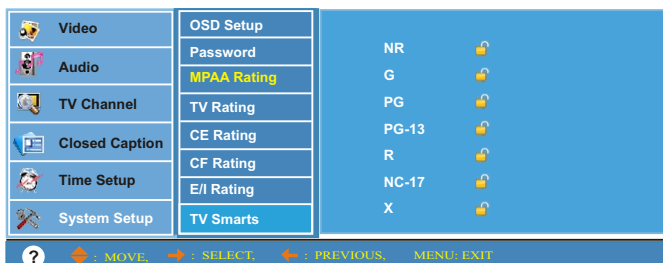 Video
Audio
TV Channel
Closed Caption
Time Setup
System Setup
OSD Setup
Password
MPAA Rating
TV Rating
CE Rating
CF Rating
E/I Rating
TV Smarts
NR
G
PG
PG-13
R
NC-17
X
? : MOVE, : SELECT, : PREVIOUS, MENU: EXIT